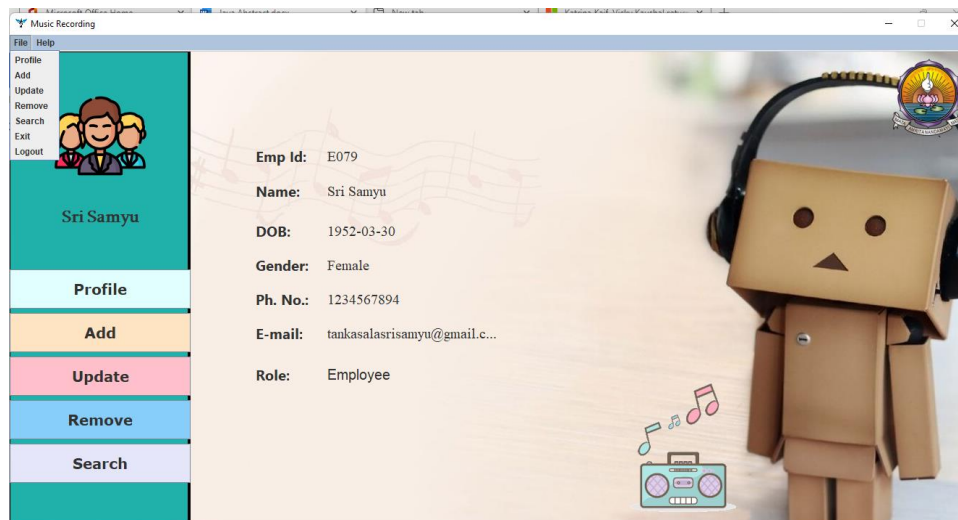 Microsoft Office Home
Java Abstract.docx
New tab
Music Recording
File Help
Profile
Add
Update
Remove
Search
Exit
Logout
Sri Samyu
Profile
Add
Update
Remove
Search
Emp Id: E079
Name: Sri Samyu
DOB: 1952-03-30
Gender: Female
Ph. No.: 1234567894
E-mail: tankasalasrisamyu@gmail.c...
Role: Employee